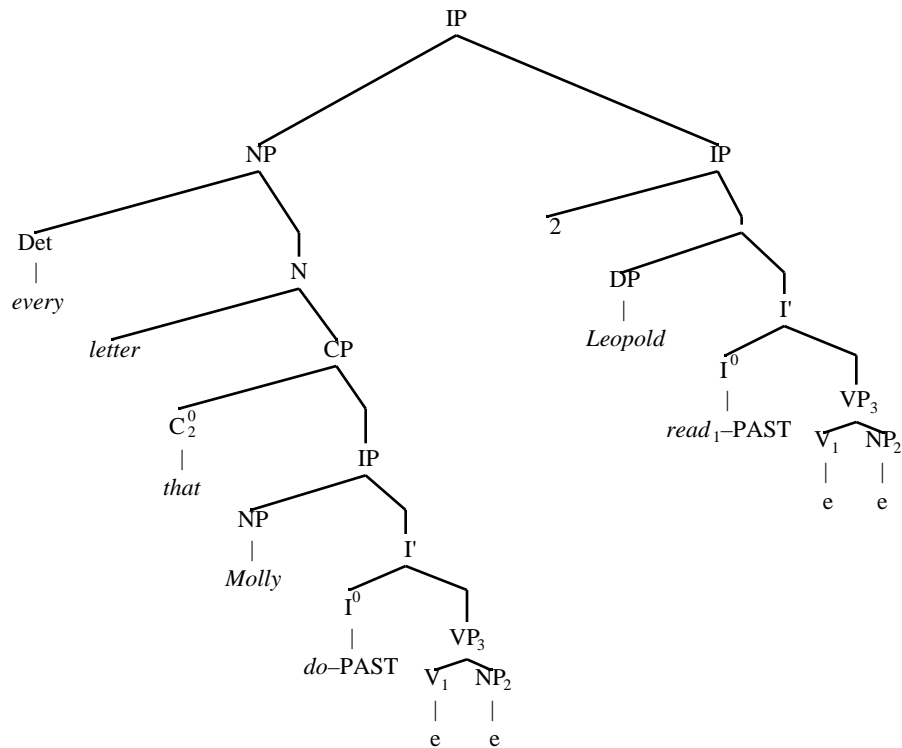 IP
NP IP
Det 2
every N DP I'
letter CP Leopold I⁰ VP₃
C₂⁰ read₁–PAST V₁ NP₂
that IP e e
NP I'
Molly I⁰ VP₃
do–PAST V₁ NP₂
e e